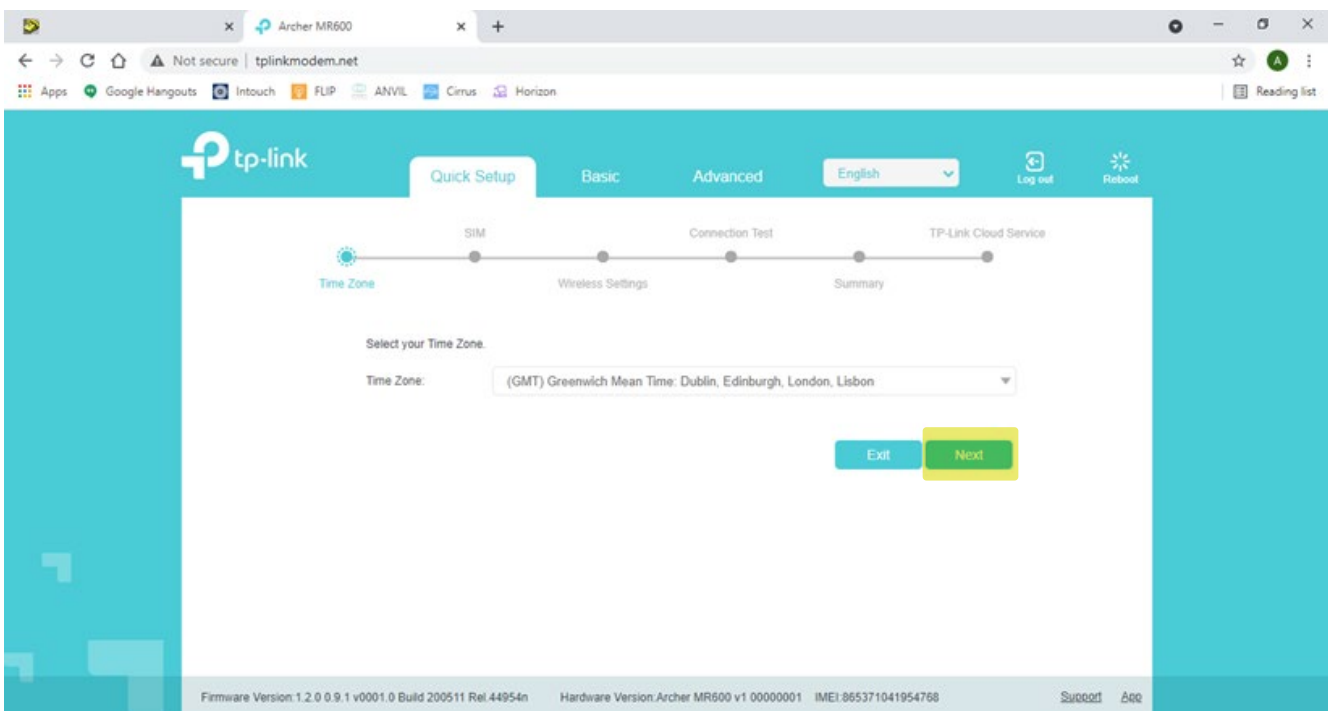 Archer MR600
Not secure | tplinkmodem.net
A
Apps Google Hangouts Intouch FLIP ANVIL Cirrus Horizon Reading list
tp-link
Quick Setup Basic Advanced English Log out Reboot
SIM Connection Test TP-Link Cloud Service
Time Zone Wireless Settings Summary
Select your Time Zone.
Time Zone: (GMT) Greenwich Mean Time: Dublin, Edinburgh, London, Lisbon
Exit Next
Firmware Version:1.2.0 0.9.1 v0001.0 Build 200511 Rel.44954n Hardware Version:Archer MR600 v1 00000001 IMEI:865371041954768 Support App